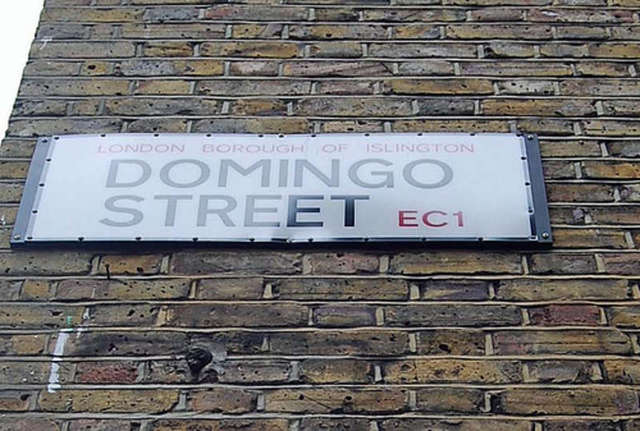 LONDON BOROUGH OF ISLINGTON
DOMINGO
STREET EC1